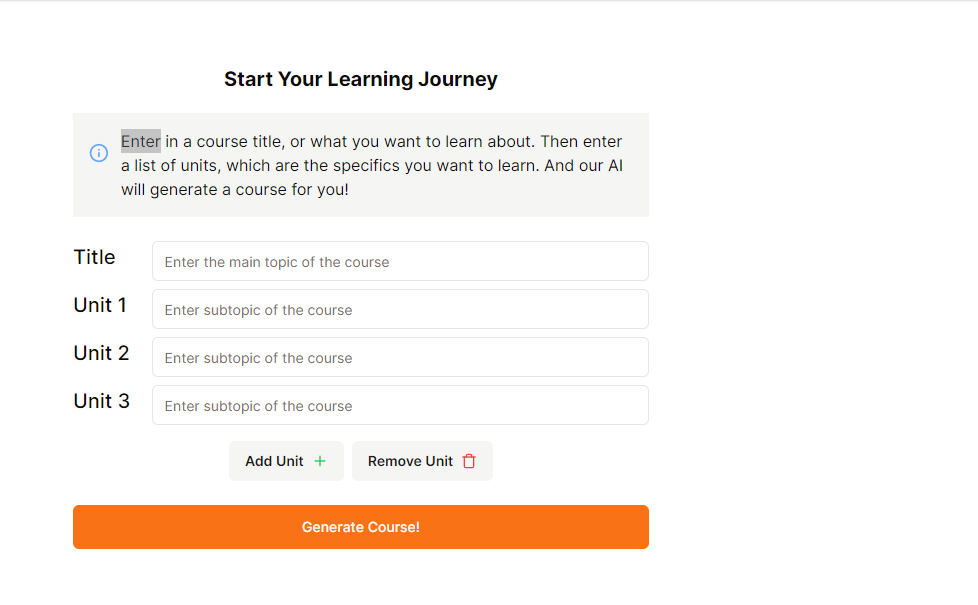 Start Your Learning Journey
Enter in a course title, or what you want to learn about. Then enter
a list of units, which are the specifics you want to learn. And our AI
will generate a course for you!
Title
Enter the main topic of the course
Unit 1
Enter subtopic of the course
Unit 2
Enter subtopic of the course
Unit 3
Enter subtopic of the course
Add Unit
Remove Unit
Generate Course!